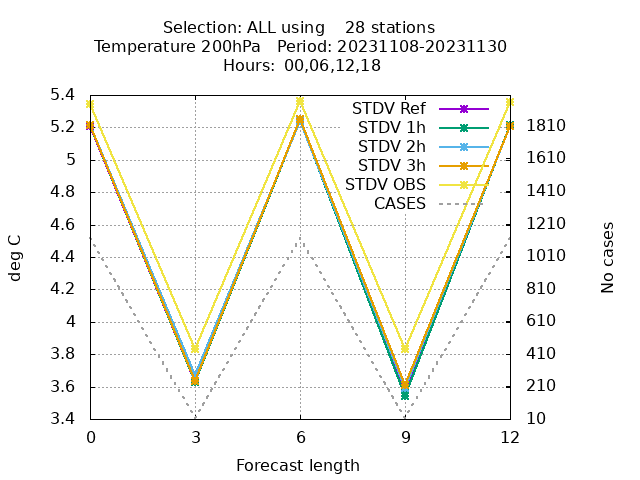 Selection: ALL using 28 stations
Temperature 200hPa Period: 20231108-20231130
Hours: 00,06,12,18
STDV Ref
STDV 1h
STDV 2h
STDV 3h
STDV OBS
CASES
5.4
5.2
5
4.8
4.6
4.4
4.2
4
3.8
3.6
3.4
deg C
1810
1610
1410
1210
1010
810
610
410
210
10
No cases
0 3 6 9 12
Forecast length